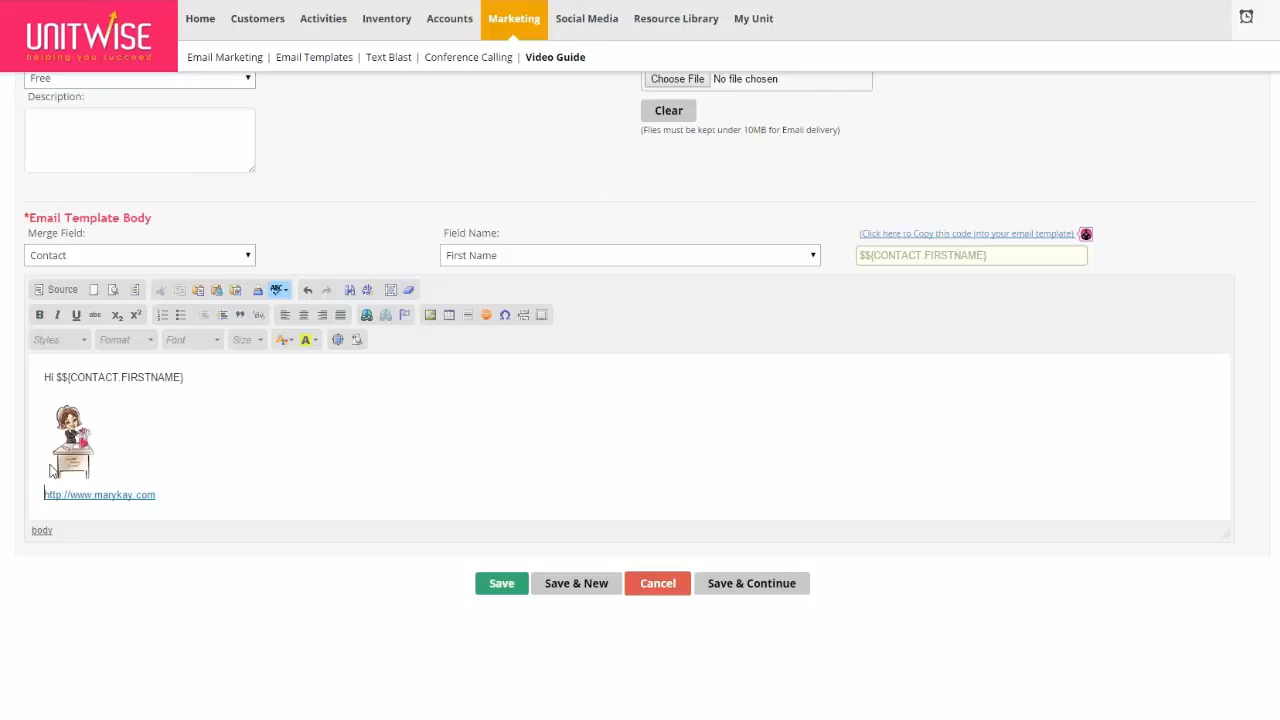 UNITWISE
helping you succeed
Home Customers Activities Inventory Accounts Marketing Social Media Resource Library My Unit
Email Marketing | Email Templates | Text Blast | Conference Calling | Video Guide
Free
Choose File No file chosen
Description:
Clear
(Files must be kept under 10MB for Email delivery)
*Email Template Body
Merge Field: Field Name: (Click here to Copy this code into your email template)
Contact First Name $${CONTACT.FIRSTNAME}
Source ABC
B I U abc X2 X2
Styles Format Font Size A A
Hi $${CONTACT.FIRSTNAME}
http://www.marykay.com
body
Save Save & New Cancel Save & Continue